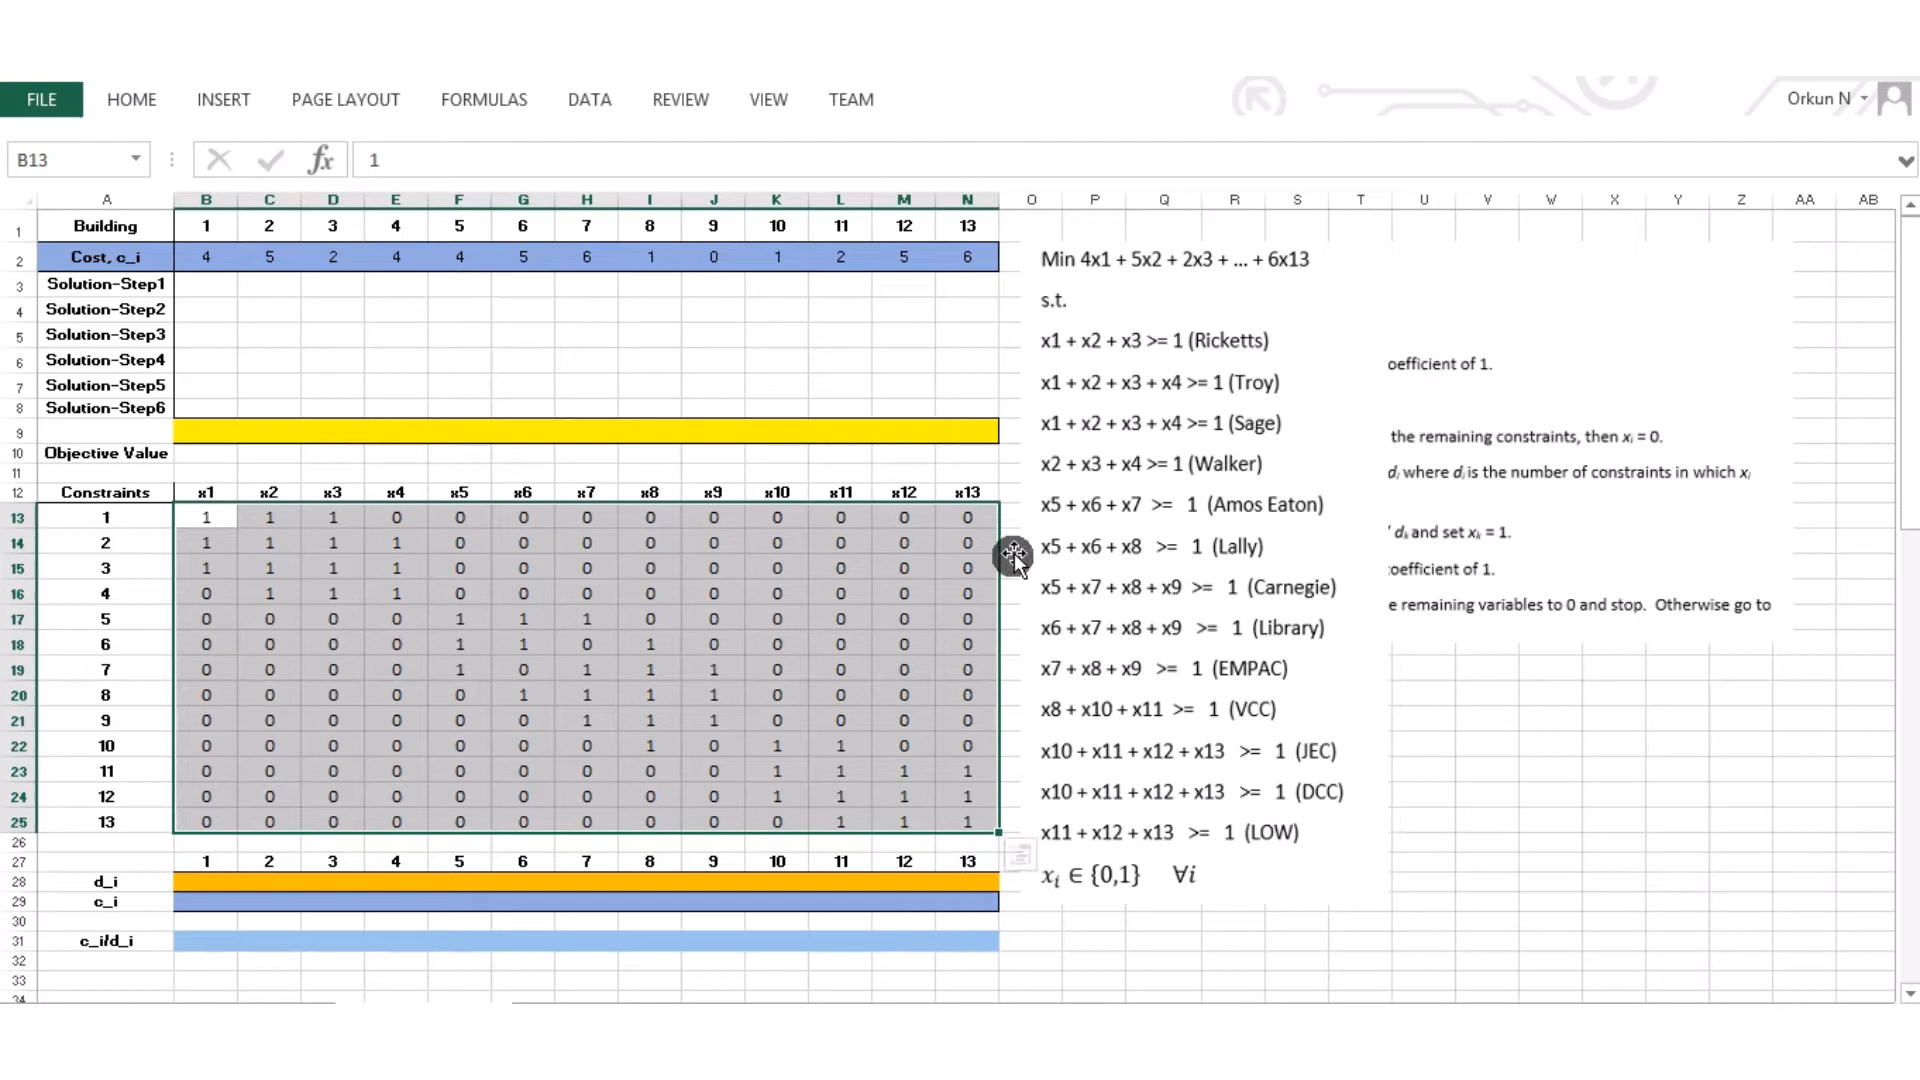 FILE HOME INSERT PAGE LAYOUT FORMULAS DATA REVIEW VIEW TEAM Orkun N
B13 fx 1
A B C D E F G H I J K L M N O P Q R S T U V W X Y Z AA AB
1 Building 1 2 3 4 5 6 7 8 9 10 11 12 13
2 Cost, c_i 4 5 2 4 4 5 6 1 0 1 2 5 6
3 Solution-Step1
4 Solution-Step2
5 Solution-Step3
6 Solution-Step4
7 Solution-Step5
8 Solution-Step6
9
10 Objective Value
11
12 Constraints x1 x2 x3 x4 x5 x6 x7 x8 x9 x10 x11 x12 x13
13 1 1 1 1 0 0 0 0 0 0 0 0 0 0
14 2 1 1 1 1 0 0 0 0 0 0 0 0 0
15 3 1 1 1 1 0 0 0 0 0 0 0 0 0
16 4 0 1 1 1 0 0 0 0 0 0 0 0 0
17 5 0 0 0 0 1 1 1 0 0 0 0 0 0
18 6 0 0 0 0 1 1 0 1 0 0 0 0 0
19 7 0 0 0 0 1 0 1 1 1 0 0 0 0
20 8 0 0 0 0 0 1 1 1 1 0 0 0 0
21 9 0 0 0 0 0 0 1 1 1 0 0 0 0
22 10 0 0 0 0 0 0 0 1 0 1 1 0 0
23 11 0 0 0 0 0 0 0 0 0 1 1 1 1
24 12 0 0 0 0 0 0 0 0 0 1 1 1 1
25 13 0 0 0 0 0 0 0 0 0 0 1 1 1
26
27 1 2 3 4 5 6 7 8 9 10 11 12 13
28 d_i
29 c_i
30
31 c_i/d_i
32
33
34
Min 4x1 + 5x2 + 2x3 + ... + 6x13
s.t.
x1 + x2 + x3 >= 1 (Ricketts)
x1 + x2 + x3 + x4 >= 1 (Troy)
x1 + x2 + x3 + x4 >= 1 (Sage)
x2 + x3 + x4 >= 1 (Walker)
x5 + x6 + x7 >= 1 (Amos Eaton)
x5 + x6 + x8 >= 1 (Lally)
x5 + x7 + x8 + x9 >= 1 (Carnegie)
x6 + x7 + x8 + x9 >= 1 (Library)
x7 + x8 + x9 >= 1 (EMPAC)
x8 + x10 + x11 >= 1 (VCC)
x10 + x11 + x12 + x13 >= 1 (JEC)
x10 + x11 + x12 + x13 >= 1 (DCC)
x11 + x12 + x13 >= 1 (LOW)
xi ∈ {0,1} ∀i
oefficient of 1.
the remaining constraints, then xi = 0.
di where di is the number of constraints in which xi
dk and set xk = 1.
oefficient of 1.
e remaining variables to 0 and stop. Otherwise go to